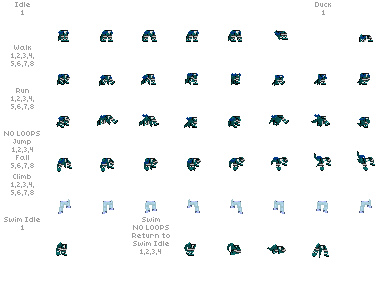 Idle
1
Duck
1
Walk
1,2,3,4,
5,6,7,8
Run
1,2,3,4,
5,6,7,8
NO LOOPS
Jump
1,2,3,4
Fall
5,6,7,8
Climb
1,2,3,4,
5,6,7,8
Swim Idle
1
Swim
NO LOOPS
Return to
Swim Idle
1,2,3,4